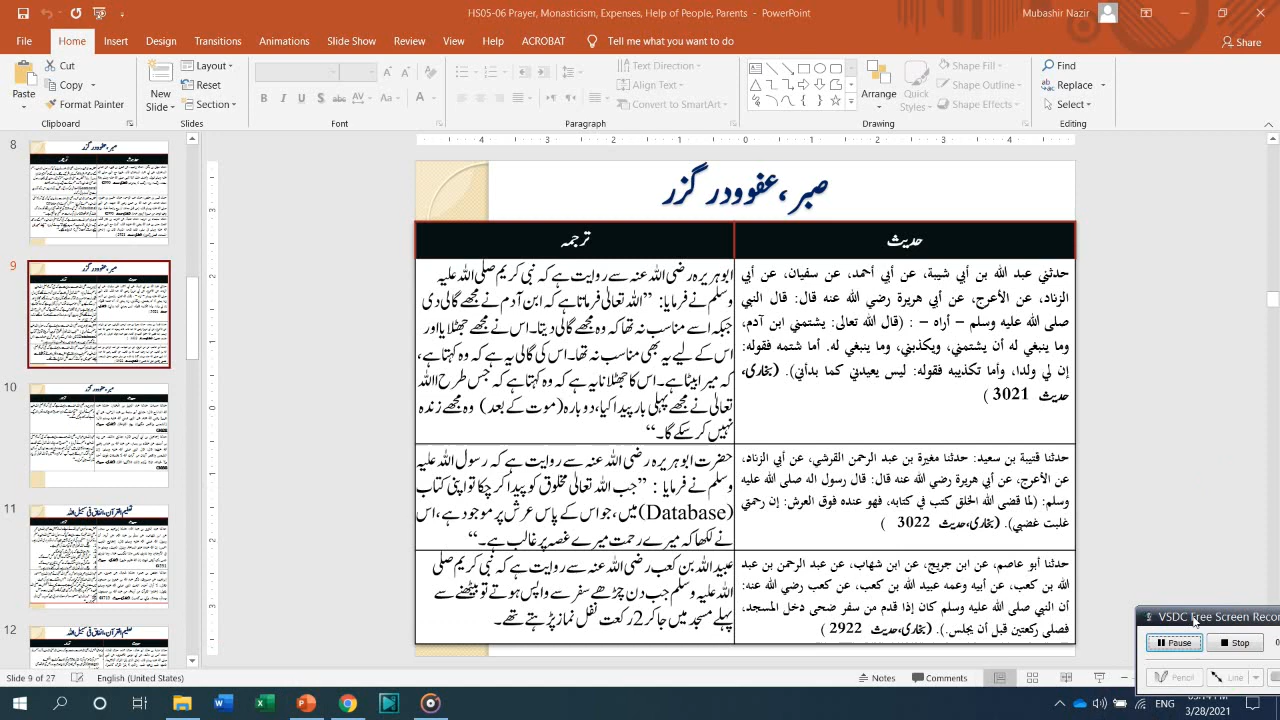 HS05-06 Prayer, Monasticism, Expenses, Help of People, Parents - PowerPoint
Mubashir Nazir
File Home Insert Design Transitions Animations Slide Show Review View Help ACROBAT Tell me what you want to do Share
Paste Cut Copy Format Painter Clipboard
New Slide Layout Reset Section Slides
Font
Text Direction Align Text Convert to SmartArt Paragraph
Arrange Quick Styles Shape Fill Shape Outline Shape Effects Drawing
Find Replace Select Editing
8
9
10
11
12
صبر، عفوودر گزر
حدیث
ترجمہ
حدثني عبد الله بن أبي شيبة، عن أبي أحمد، عن سفيان، عن أبي
الزناد، عن الأعرج، عن أبي هريرة رضي الله عنه قال: قال النبي
صلى الله عليه وسلم – أراه – : (قال الله تعالى: يشتمني ابن آدم،
وما ينبغي له أن يشتمني، ويكذبني، وما ينبغي له. أما شتمه فقوله:
إن لي ولدا، وأما تكذيبه فقوله: ليس يعيدني كما بدأني). (بخاری،
حدیث 3021 )
ابوہریرہ رضی اللہ عنہ سے روایت ہے کہ نبی کریم صلی اللہ علیہ
وسلم نے فرمایا: ”اللہ تعالی فرماتا ہے کہ ابن آدم نے مجھے گالی دی
جبکہ اسے مناسب نہ تھا کہ وہ مجھے گالی دیتا۔ اس نے مجھے جھٹلایا اور
اس کے لیے یہ بھی مناسب نہ تھا۔ اس کی گالی یہ ہے کہ وہ کہتا ہے،
کہ میرا بیٹا ہے۔ اس کا جھٹلانا یہ ہے کہ وہ کہتا ہے کہ جس طرح اللہ
تعالی نے مجھے پہلی بار پیدا کیا، دوبارہ (موت کے بعد) وہ مجھے زندہ
نہیں کر سکے گا۔“
حدثنا قتيبة بن سعيد: حدثنا مغيرة بن عبد الرحمن القرشي، عن أبي الزناد،
عن الأعرج، عن أبي هريرة رضي الله عنه قال: قال رسول اله صلى الله عليه
وسلم: (لما قضى الله الخلق كتب في كتابه، فهو عنده فوق العرش: إن رحمتي
غلبت غضبي). (بخاری، حدیث 3022 )
حضرت ابوہریرہ رضی اللہ عنہ سے روایت ہے کہ رسول اللہ علیہ
وسلم نے فرمایا : ”جب اللہ تعالی مخلوق کو پیدا کر چکا تو اپنی کتاب
(Database) میں، جو اس کے پاس عرش پر موجود ہے، اس
نے لکھا کہ میرے رحمت میرے غصہ پر غالب ہے۔“
حدثنا أبو عاصم، عن ابن جريج، عن ابن شهاب، عن عبد الرحمن بن عبد
الله بن كعب، عن أبيه وعمه عبيد الله بن كعب، عن كعب رضي الله عنه:
أن النبي صلى الله عليه وسلم كان إذا قدم من سفر ضحى دخل المسجد،
فصلى ركعتين قبل أن يجلس.). (بخاری، حدیث 2922 )
عبید اللہ بن کعب رضی اللہ عنہ سے روایت ہے کہ نبی کریم صلی
اللہ علیہ وسلم جب دن چڑھے سفر سے واپس ہوتے تو بیٹھنے سے
پہلے مسجد میں جا کر 2 رکعت نفل نماز پڑھتے تھے۔
VSDC Free Screen Recor
Pause Stop
Pencil Line
Slide 9 of 27 English (United States) Notes Comments
ENG
3/28/2021